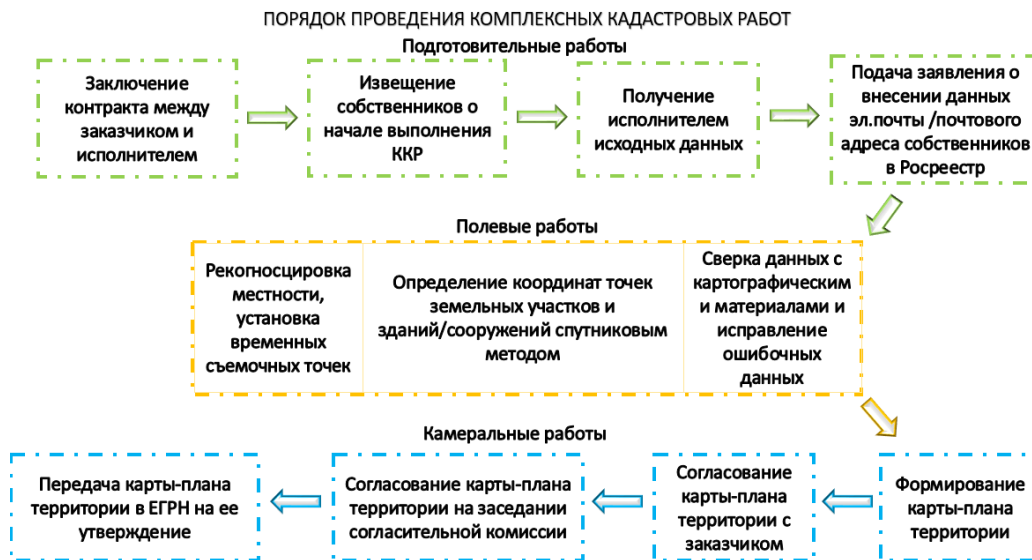 ПОРЯДОК ПРОВЕДЕНИЯ КОМПЛЕКСНЫХ КАДАСТРОВЫХ РАБОТ
Подготовительные работы
Заключение
контракта между
заказчиком и
исполнителем
Извещение
собственников о
начале выполнения
ККР
Получение
исполнителем
исходных данных
Подача заявления о
внесении данных
эл.почты /почтового
адреса собственников
в Росреестр
Полевые работы
Рекогносцировка
местности,
установка
временных
съемочных точек
Определение координат точек
земельных участков и
зданий/сооружений спутниковым
методом
Сверка данных с
картографическим
и материалами и
исправление
ошибочных
данных
Камеральные работы
Формирование
карты-плана
территории
Согласование
карты-плана
территории с
заказчиком
Согласование карты-плана
территории на заседании
согласительной комиссии
Передача карты-плана
территории в ЕГРН на ее
утверждение